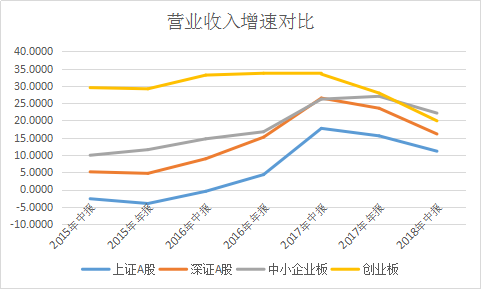 营业收入增速对比
40.0000
35.0000
30.0000
25.0000
20.0000
15.0000
10.0000
5.0000
0.0000
-5.0000
-10.0000
2015年中报
2015年年报
2016年中报
2016年年报
2017年中报
2017年年报
2018年中报
上证A股 深证A股 中小企业板 创业板